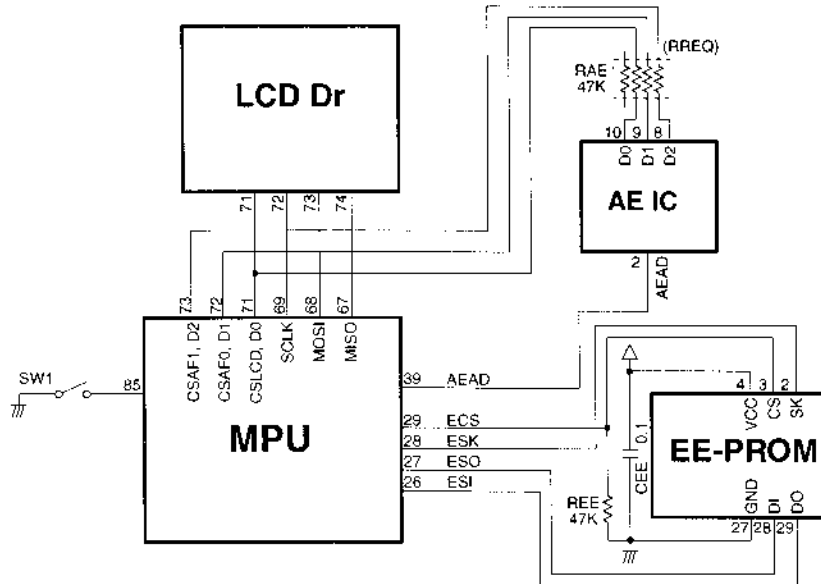 (RREQ)
RAE
47K
LCD Dr
10 9 8
D0 D1 D2
AE IC
71 72 73 74
2
AEAD
73 72 71 69 68 67
CSAF1, D2
CSAF0, D1
CSLCD, D0
SCLK
MOSI
MISO
SW1
85
39 AEAD
MPU
29 ECS
28 ESK
27 ESO
26 ESI
4 3 2
VCC CS SK
0.1
CEE
EE-PROM
REE
47K
GND DI DO
27 28 29